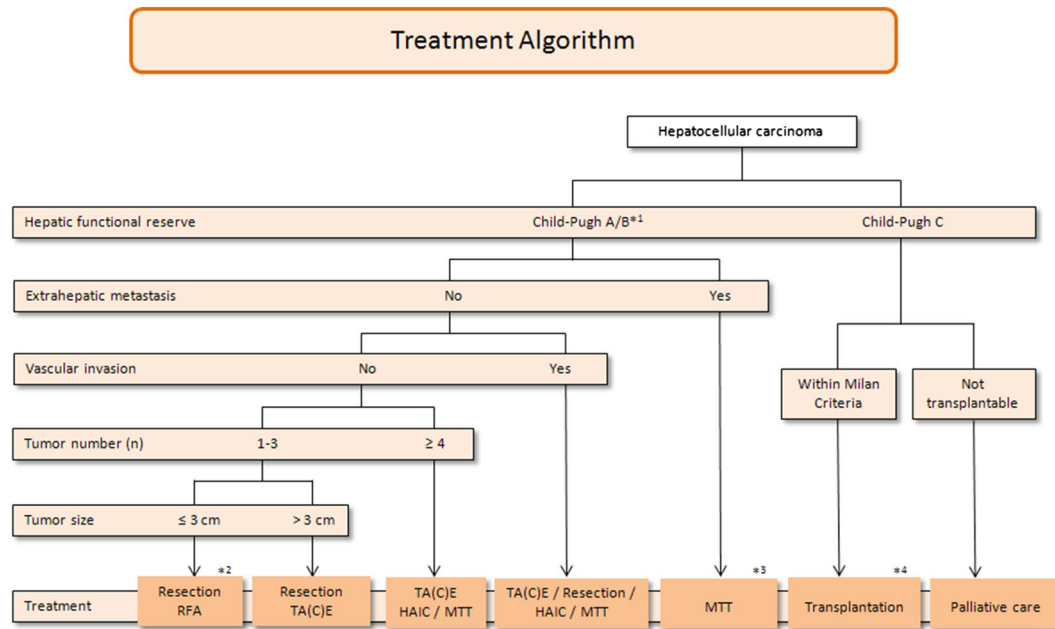 Treatment Algorithm
Hepatocellular carcinoma
Hepatic functional reserve
Child-Pugh A/B*1
Child-Pugh C
Extrahepatic metastasis
No
Yes
Vascular invasion
No
Yes
Within Milan
Criteria
Not
transplantable
Tumor number (n)
1-3
≥ 4
Tumor size
≤ 3 cm
> 3 cm
Treatment
Resection
RFA
*2
Resection
TA(C)E
TA(C)E
HAIC / MTT
TA(C)E / Resection /
HAIC / MTT
MTT
*3
Transplantation
*4
Palliative care